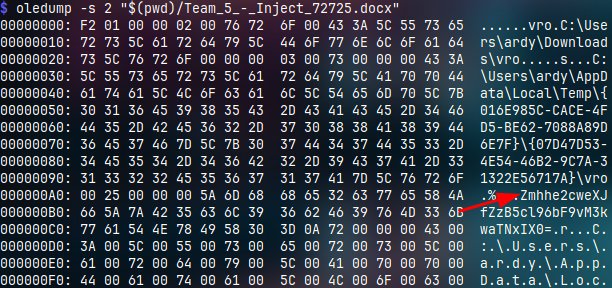 $ oledump -s 2 "$(pwd)/Team_5_-_Inject_72725.docx"
00000000: F2 01 00 00 02 00 76 72  6F 00 43 3A 5C 55 73 65  ......vro.C:\Use
00000010: 72 73 5C 61 72 64 79 5C  44 6F 77 6E 6C 6F 61 64  rs\ardy\Download
00000020: 73 5C 76 72 6F 00 00 00  03 00 73 00 00 00 43 3A  s\vro.....s...C:
00000030: 5C 55 73 65 72 73 5C 61  72 64 79 5C 41 70 70 44  \Users\ardy\AppD
00000040: 61 74 61 5C 4C 6F 63 61  6C 5C 54 65 6D 70 5C 7B  ata\Local\Temp\{
00000050: 30 31 36 45 39 38 35 43  2D 43 41 43 45 2D 34 46  016E985C-CACE-4F
00000060: 44 35 2D 42 45 36 32 2D  37 30 38 38 41 38 39 44  D5-BE62-7088A89D
00000070: 36 45 37 46 7D 5C 7B 30  37 44 34 37 44 35 33 2D  6E7F}\{07D47D53-
00000080: 34 45 35 34 2D 34 36 42  32 2D 39 43 37 41 2D 33  4E54-46B2-9C7A-3
00000090: 31 33 32 32 45 35 36 37  31 37 41 7D 5C 76 72 6F  1322E56717A}\vro
000000A0: 00 25 00 00 00 5A 6D 68  68 65 32 63 77 65 58 4A  .%...Zmhhe2cweXJ
000000B0: 66 5A 7A 42 35 63 6C 39  36 62 46 39 76 4D 33 6B  fZzB5cl96bF9vM3k
000000C0: 77 61 54 4E 78 49 58 30  3D 0A 72 00 00 00 43 00  waTNxIX0=.r...C.
000000D0: 3A 00 5C 00 55 00 73 00  65 00 72 00 73 00 5C 00  :.\.U.s.e.r.s.\.
000000E0: 61 00 72 00 64 00 79 00  5C 00 41 00 70 00 70 00  a.r.d.y.\.A.p.p.
000000F0: 44 00 61 00 74 00 61 00  5C 00 4C 00 6F 00 63 00  D.a.t.a.\.L.o.c.